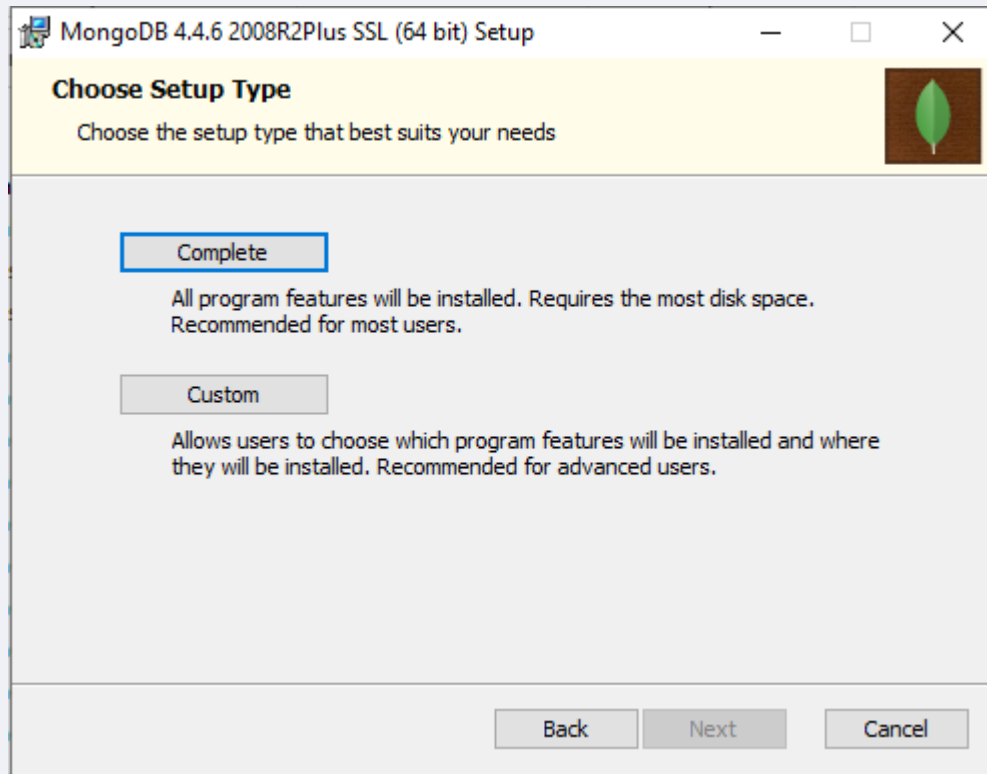 MongoDB 4.4.6 2008R2Plus SSL (64 bit) Setup
Choose Setup Type
Choose the setup type that best suits your needs
Complete
All program features will be installed. Requires the most disk space.
Recommended for most users.
Custom
Allows users to choose which program features will be installed and where
they will be installed. Recommended for advanced users.
Back Next Cancel